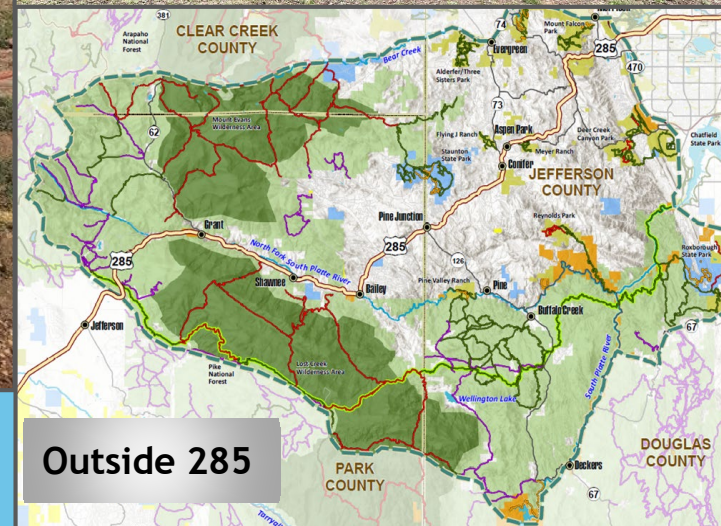 381
CLEAR CREEK
COUNTY
Arapaho
National
Forest
74
Mount Falcon
Park
285
Evergreen
Bear Creek
470
Alderfer/Three
Sisters Park
73
62
Mount Evans
Wilderness Area
Flying J Ranch
Aspen Park
Deer Creek
Canyon Park
Chatfield
State Park
Staunton
State Park
Meyer Ranch
Conifer
JEFFERSON
COUNTY
Grant
Pine Junction
Reynolds Park
285
North Fork South Platte River
285
126
Roxborough
State Park
Shawnee
Bailey
Pine Valley Ranch
Pine
Buffalo Creek
Jefferson
67
Pike
National
Forest
Lost Creek
Wilderness Area
South Platte River
Wellington Lake
Outside 285
PARK
COUNTY
Deckers
67
DOUGLAS
COUNTY